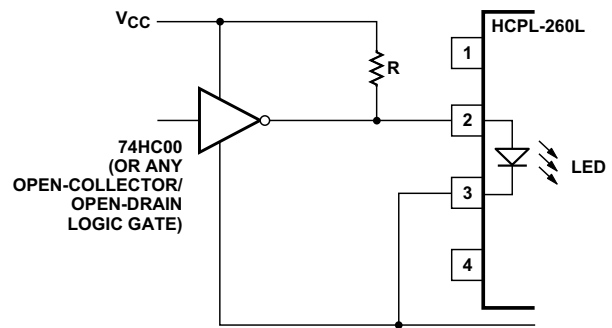 VCC
HCPL-260L
1
R
2
74HC00
(OR ANY
OPEN-COLLECTOR/
OPEN-DRAIN
LOGIC GATE)
LED
3
4